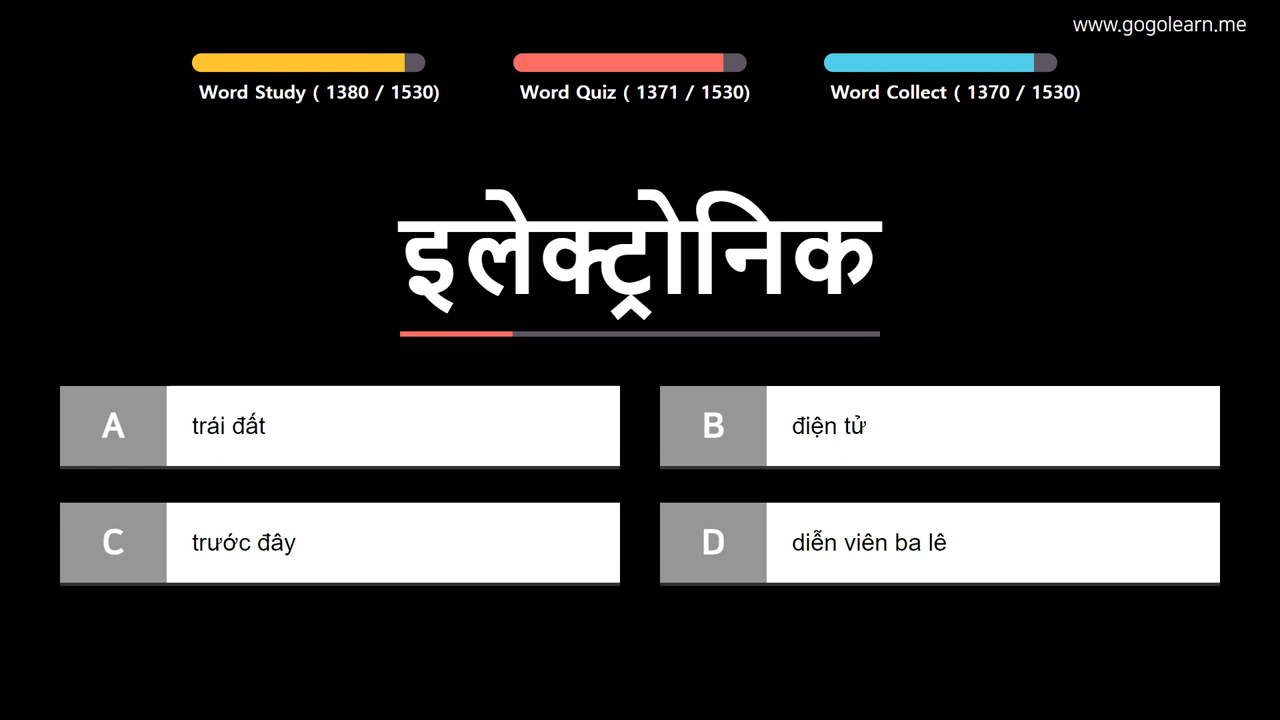 www.gogolearn.me
Word Study ( 1380 / 1530)
Word Quiz ( 1371 / 1530)
Word Collect ( 1370 / 1530)
इलेक्ट्रोनिक
A
trái đất
B
điện tử
C
trước đây
D
diễn viên ba lê